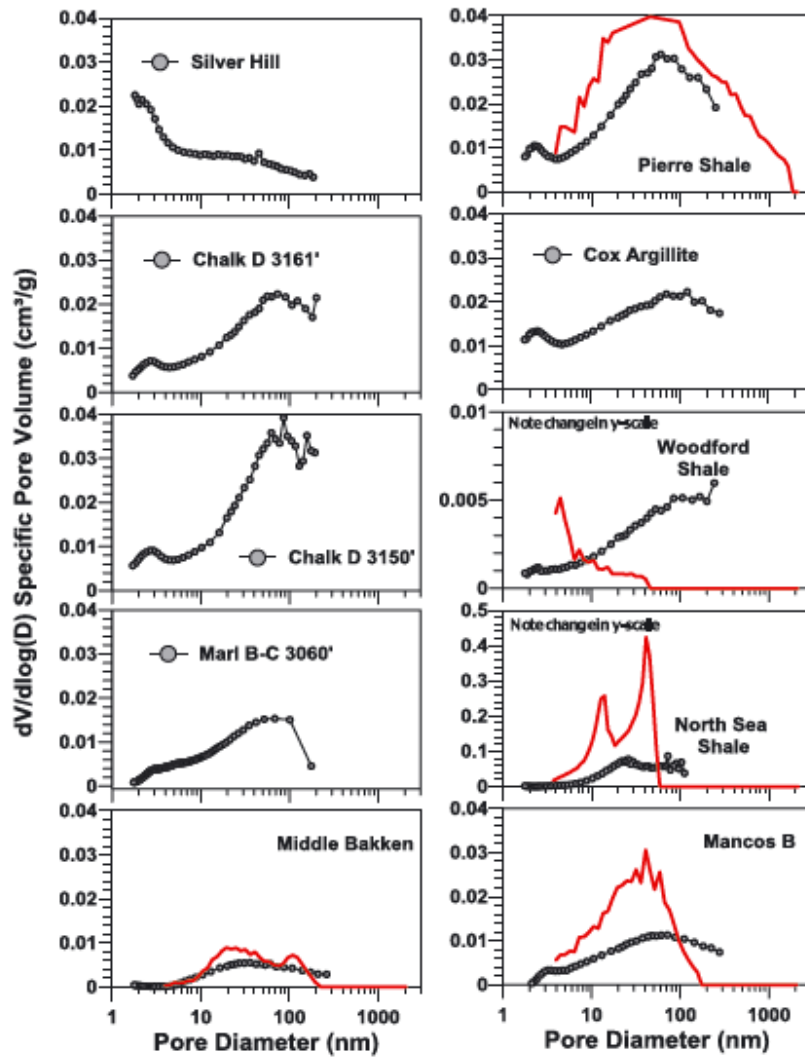 dV/dlog(D) Specific Pore Volume (cm³/g)
0.04
0.03
0.02
0.01
0
Silver Hill
0.04
0.03
0.02
0.01
0
Pierre Shale
0.04
0.03
0.02
0.01
0
Chalk D 3161'
0.04
0.03
0.02
0.01
0
Cox Argillite
0.04
0.03
0.02
0.01
0
Chalk D 3150'
0.01
0.005
0
Note change in y-scale
Woodford
Shale
0.04
0.03
0.02
0.01
0
Marl B-C 3060'
0.5
0.4
0.3
0.2
0.1
0
Note change in y-scale
North Sea
Shale
0.04
0.03
0.02
0.01
0
Middle Bakken
1 10 100 1000
Pore Diameter (nm)
0.04
0.03
0.02
0.01
0
Mancos B
1 10 100 1000
Pore Diameter (nm)